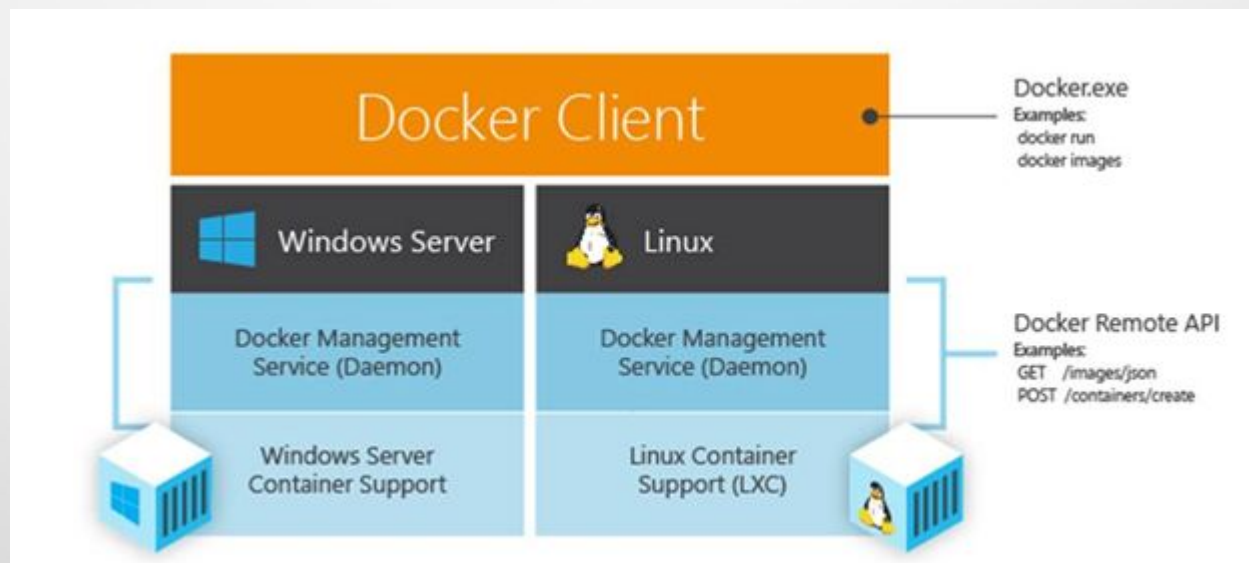 Docker Client
Docker.exe
Examples:
docker run
docker images
Windows Server
Linux
Docker Management
Service (Daemon)
Docker Management
Service (Daemon)
Docker Remote API
Examples:
GET /images/json
POST /containers/create
Windows Server
Container Support
Linux Container
Support (LXC)